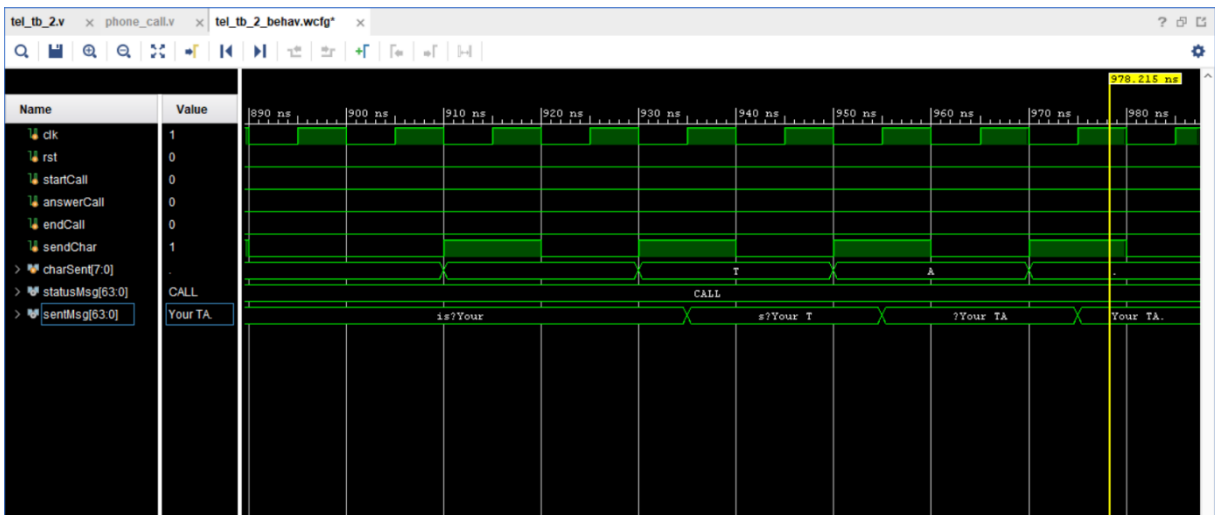 tel_tb_2.v × phone_call.v × tel_tb_2_behav.wcfg* ×
978.215 ns
Name Value
890 ns 900 ns 910 ns 920 ns 930 ns 940 ns 950 ns 960 ns 970 ns 980 ns
clk 1
rst 0
startCall 0
answerCall 0
endCall 0
sendChar 1
charSent[7:0] . T A .
statusMsg[63:0] CALL CALL
sentMsg[63:0] Your TA. is?Your s?Your T ?Your TA Your TA.